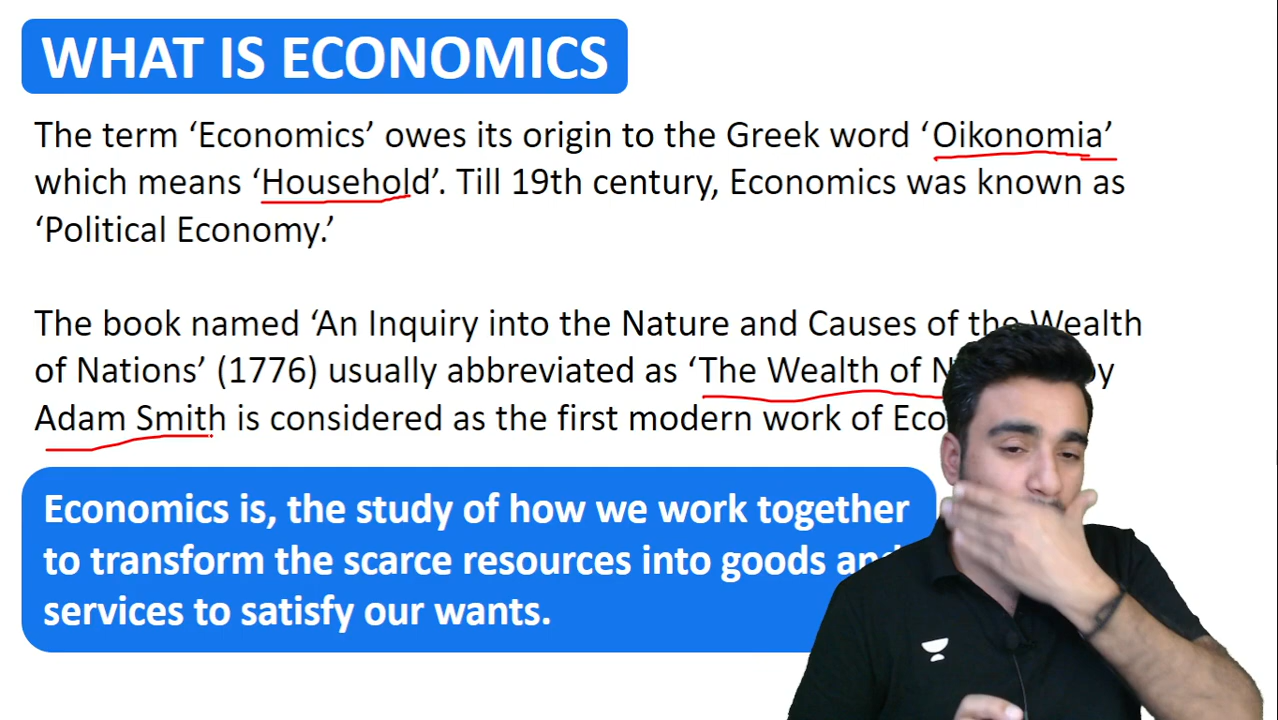 WHAT IS ECONOMICS
The term ‘Economics’ owes its origin to the Greek word ‘Oikonomia’
which means ‘Household’. Till 19th century, Economics was known as
‘Political Economy.’
The book named ‘An Inquiry into the Nature and Causes of the Wealth
of Nations’ (1776) usually abbreviated as ‘The Wealth of
Adam Smith is considered as the first modern work of
Economics is, the study of how we work together
to transform the scarce resources into goods and
services to satisfy our wants.